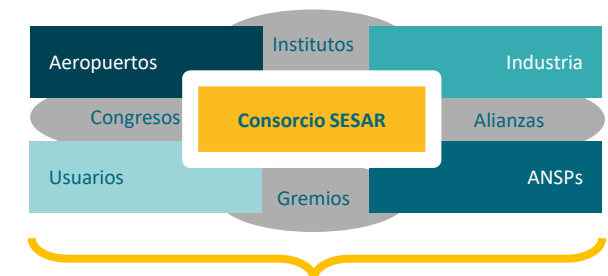 Institutos
Aeropuertos
Industria
Congresos
Consorcio SESAR
Alianzas
Usuarios
ANSPs
Gremios